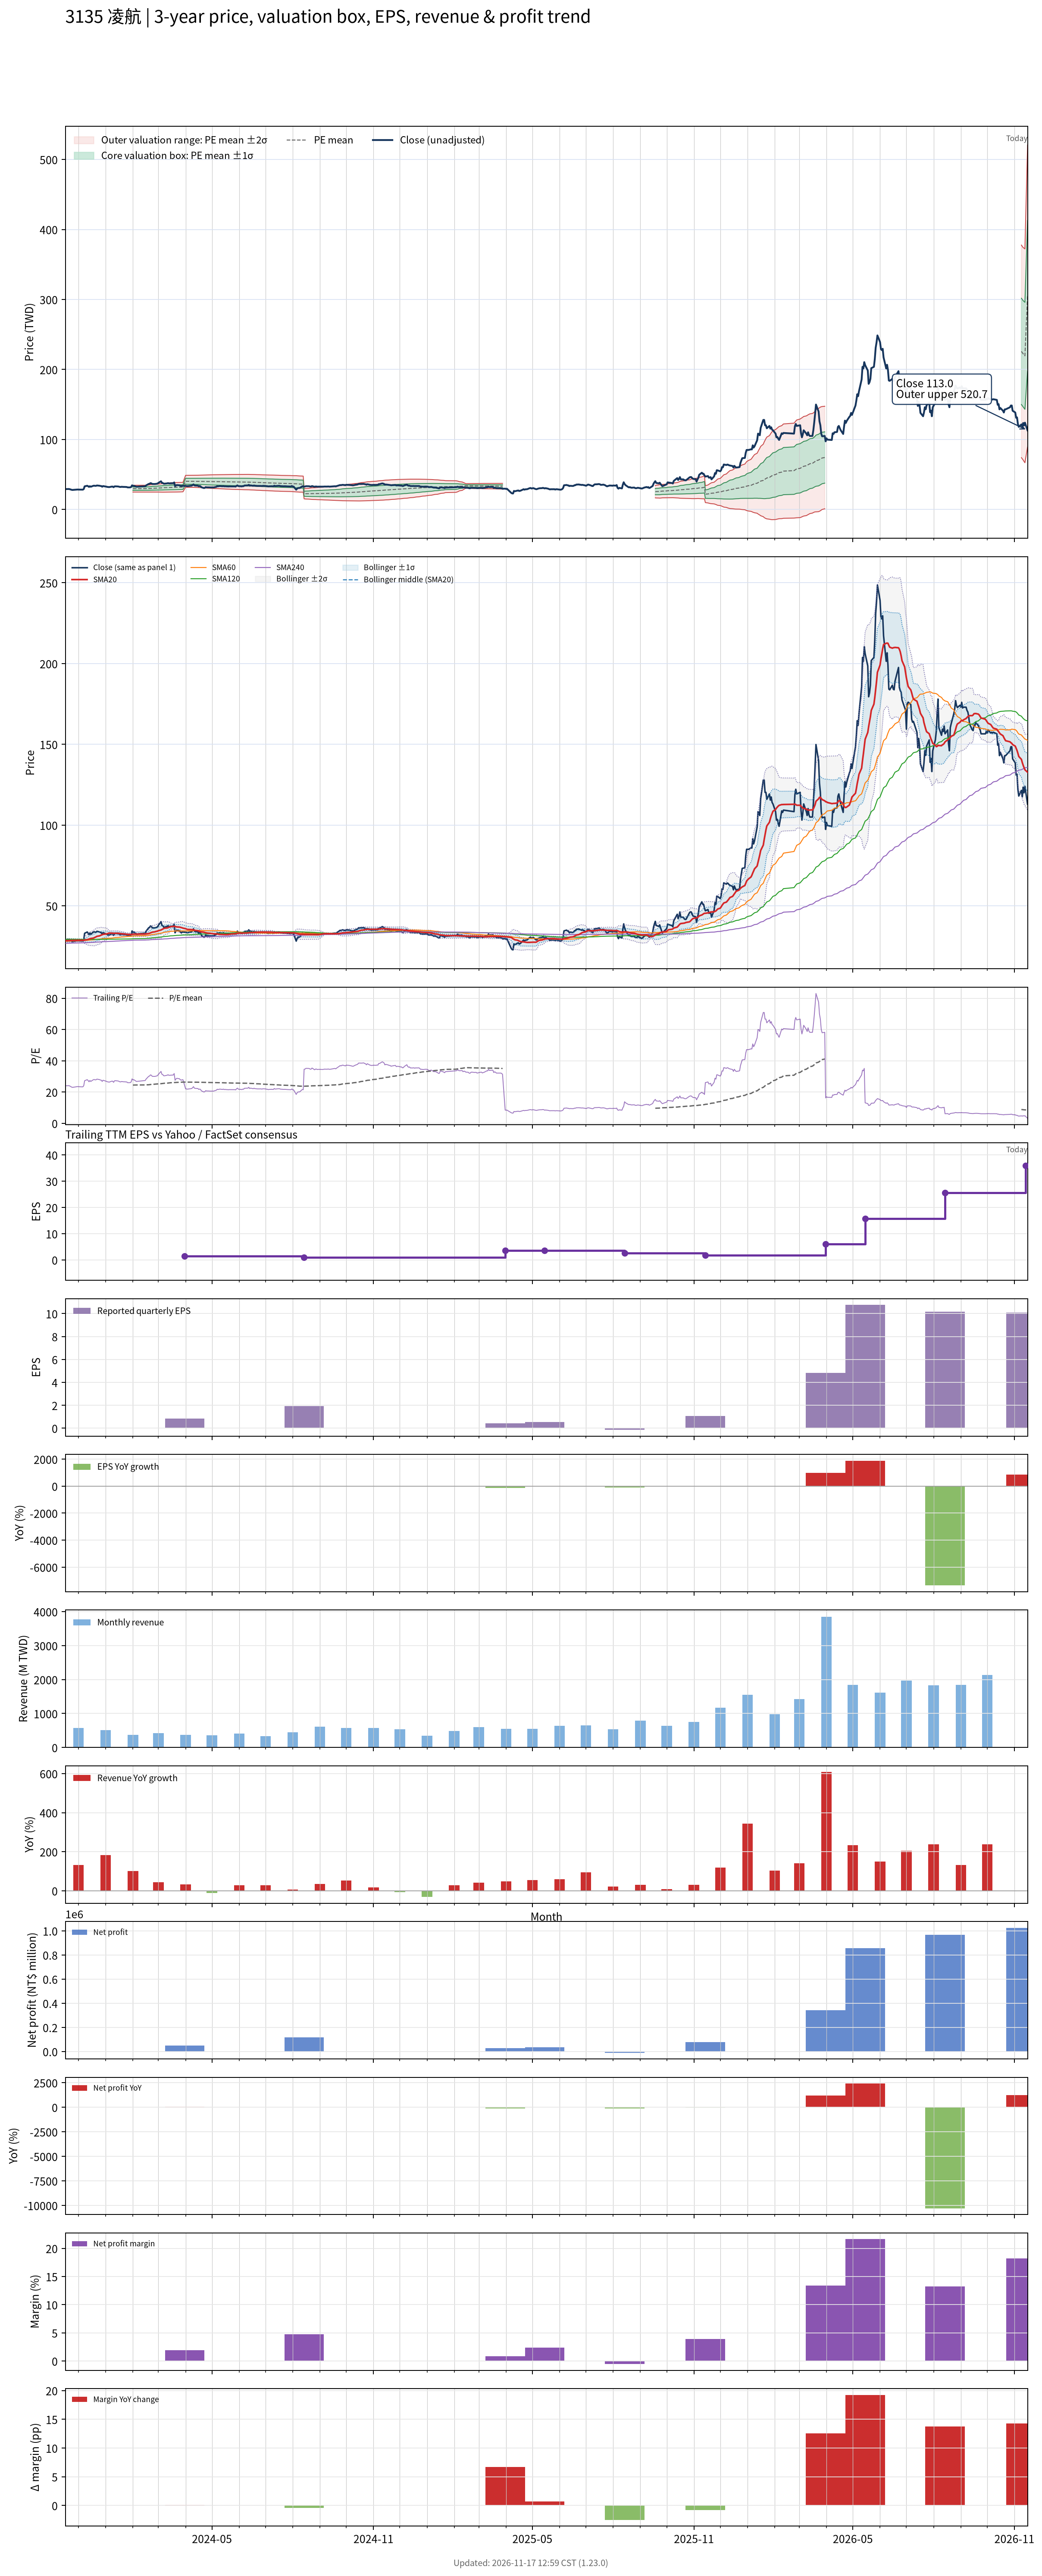 3135 凌航 | 3-year price, valuation box, EPS, revenue & profit trend
Outer valuation range: PE mean ±2σ
PE mean
Close (unadjusted)
Core valuation box: PE mean ±1σ
Today
500
400
300
200
100
0
Price (TWD)
Close 113.0
Outer upper 520.7
Close (same as panel 1)
SMA60
SMA240
Bollinger ±1σ
SMA20
SMA120
Bollinger ±2σ
Bollinger middle (SMA20)
250
200
150
100
50
Price
Trailing P/E
P/E mean
80
60
40
20
0
P/E
Trailing TTM EPS vs Yahoo / FactSet consensus
Today
40
30
20
10
0
EPS
Reported quarterly EPS
10
8
6
4
2
0
EPS
EPS YoY growth
2000
0
-2000
-4000
-6000
YoY (%)
Monthly revenue
4000
3000
2000
1000
0
Revenue (M TWD)
Revenue YoY growth
600
400
200
0
YoY (%)
Month
1e6
Net profit
1.0
0.8
0.6
0.4
0.2
0.0
Net profit (NT$ million)
Net profit YoY
2500
0
-2500
-5000
-7500
-10000
YoY (%)
Net profit margin
20
15
10
5
0
Margin (%)
Margin YoY change
20
15
10
5
0
Δ margin (pp)
2024-05
2024-11
2025-05
2025-11
2026-05
2026-11
Updated: 2026-11-17 12:59 CST (1.23.0)